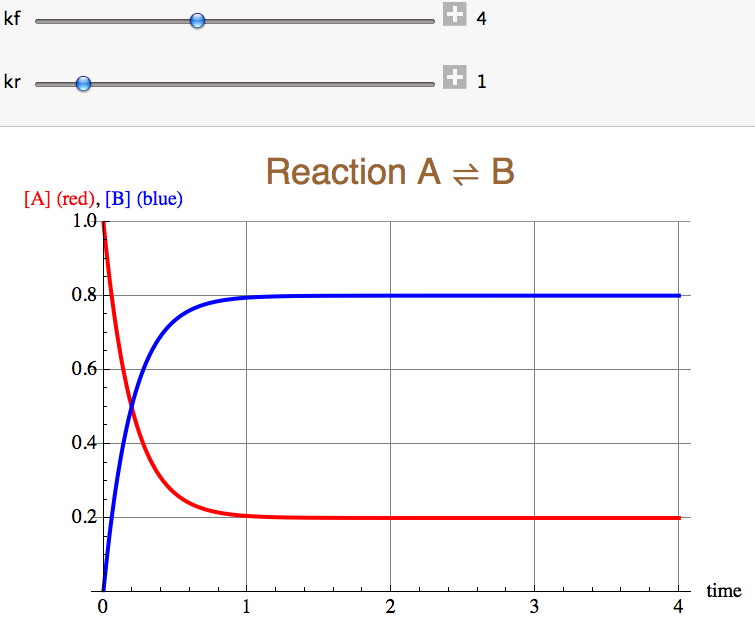 kf 4
kr 1
Reaction A ⇌ B
[A] (red), [B] (blue)
1.0
0.8
0.6
0.4
0.2
0 1 2 3 4
time